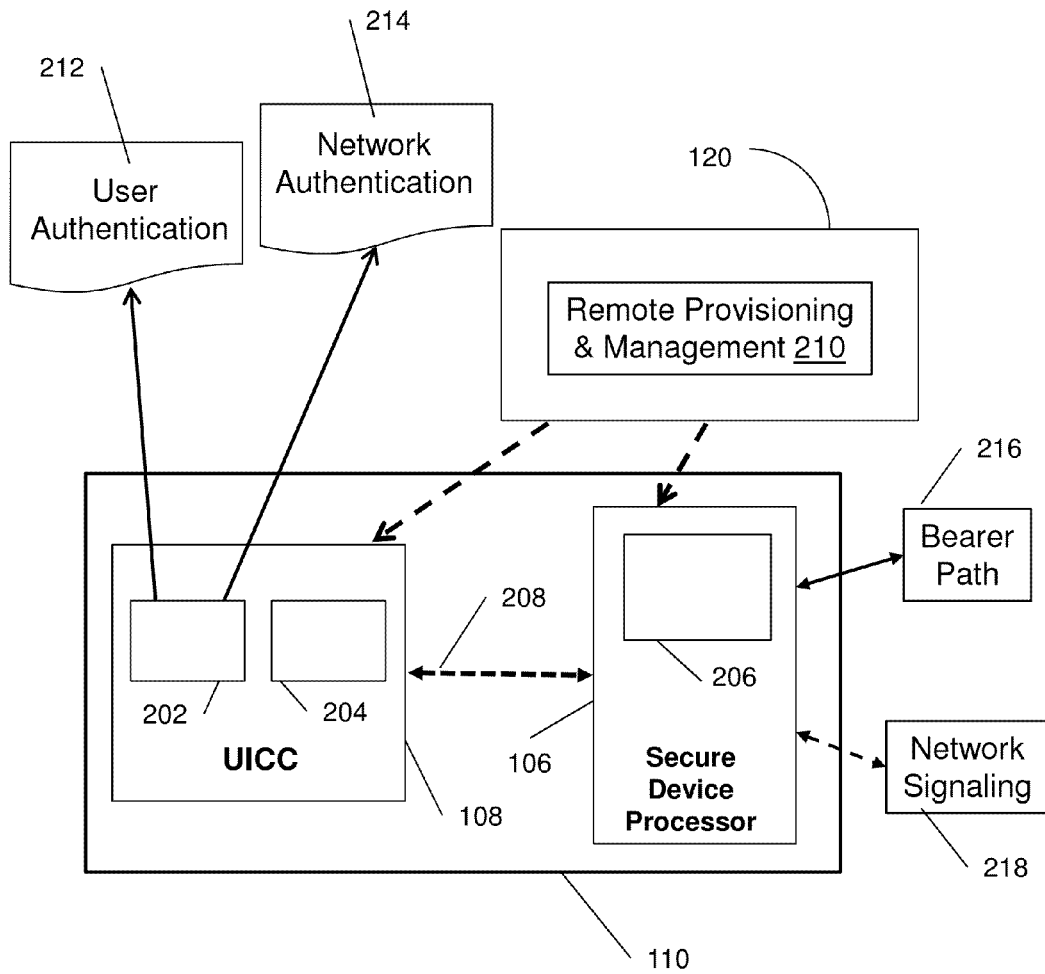 214
212
Network
Authentication
User
Authentication
120
Remote Provisioning
& Management 210
216
Bearer
Path
208
202
204
206
UICC
106
Secure
Device
Processor
108
Network
Signaling
218
110